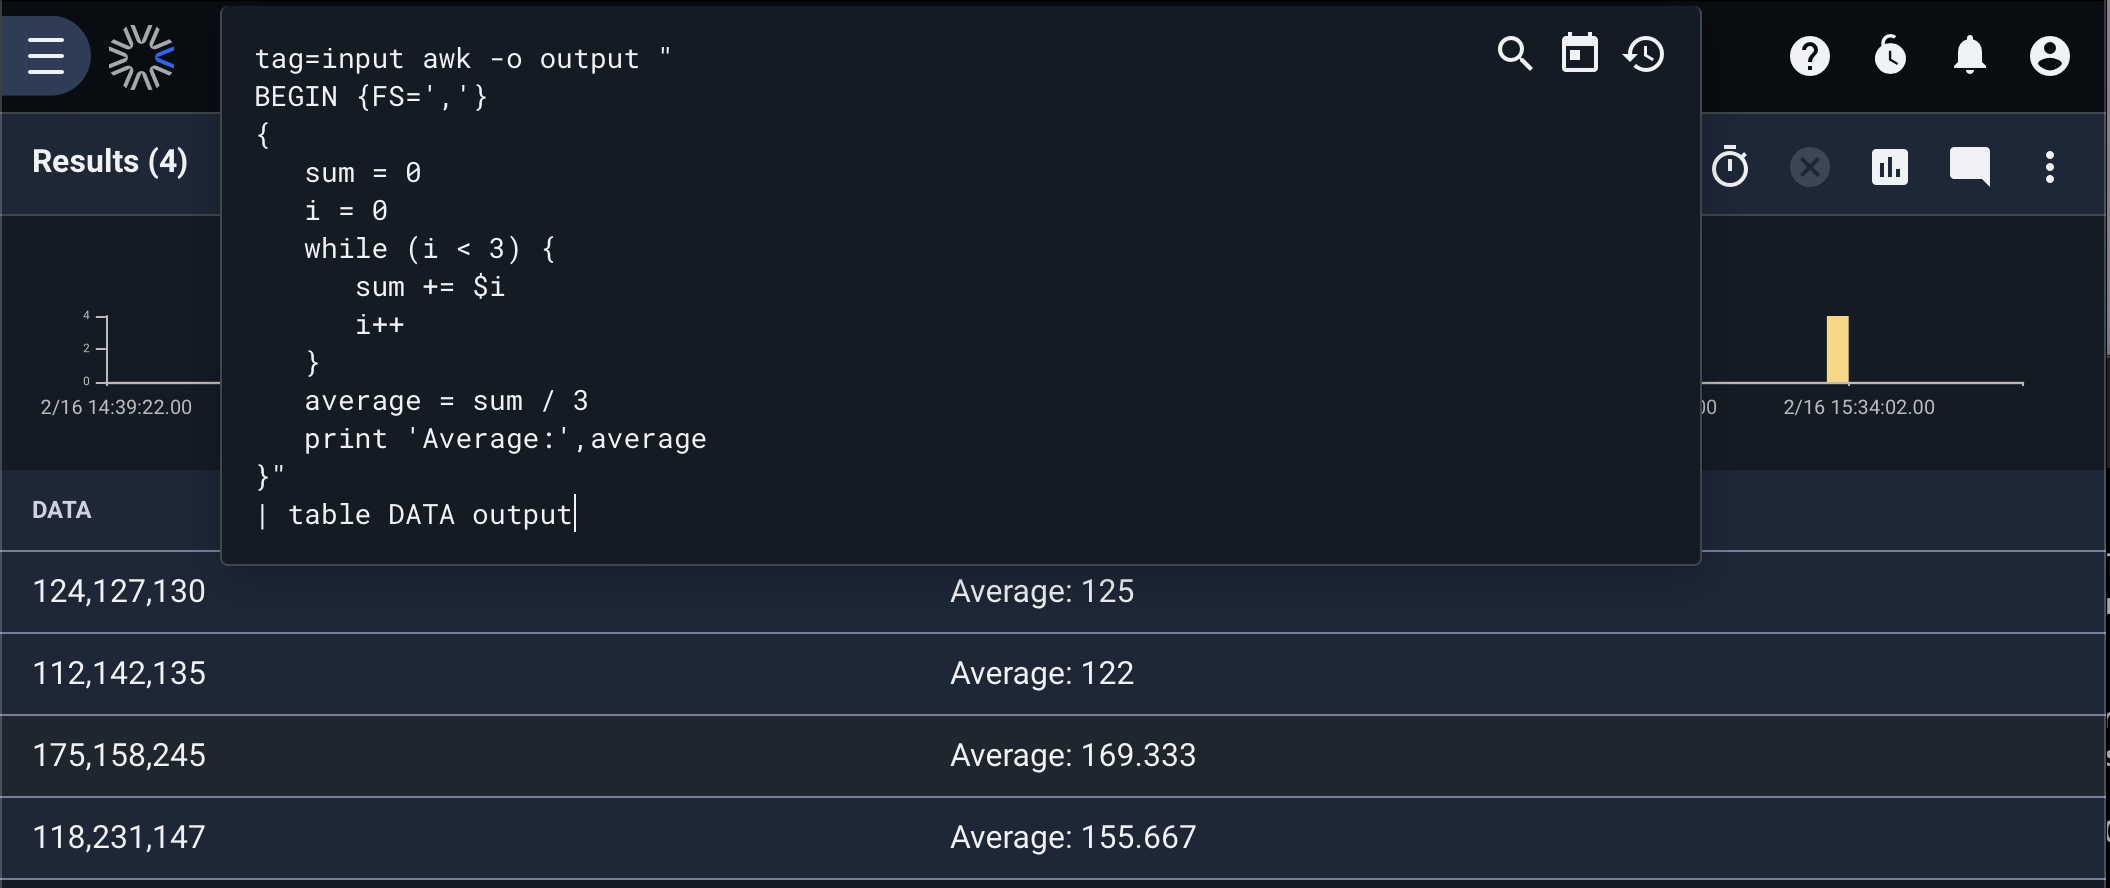 tag=input awk -o output "
BEGIN {FS=','}
{
   sum = 0
   i = 0
   while (i < 3) {
      sum += $i
      i++
   }
   average = sum / 3
   print 'Average:',average
}"
| table DATA output
Results (4)
4
2
0
2/16 14:39:22.00
00
2/16 15:34:02.00
DATA
124,127,130 Average: 125
112,142,135 Average: 122
175,158,245 Average: 169.333
118,231,147 Average: 155.667